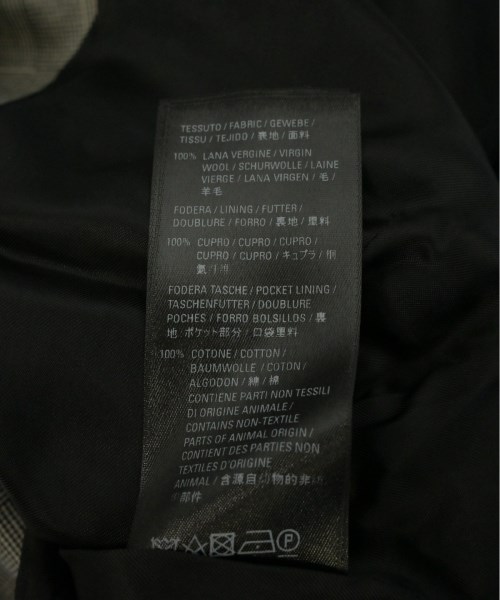 TESSUTO / FABRIC / GEWEBE /
TISSU / TEJIDO / 表地 / 面料
100% LANA VERGINE / VIRGIN
WOOL / SCHURWOLLE / LAINE
VIERGE / LANA VIRGEN / 毛 /
羊毛
FODERA / LINING / FUTTER /
DOUBLURE / FORRO / 裏地 / 里料
100% CUPRO / CUPRO / CUPRO /
CUPRO / CUPRO / キュプラ / 铜
FODERA TASCHE / POCKET LINING /
TASCHENFUTTER / DOUBLURE
POCHES / FORRO BOLSILLOS / 裏
地:ポケット部分 / 口袋里料
100% COTONE / COTTON /
BAUMWOLLE / COTON /
ALGODON / 綿 / 棉
CONTIENE PARTI NON TESSILI
DI ORIGINE ANIMALE /
CONTAINS NON-TEXTILE
PARTS OF ANIMAL ORIGIN /
CONTIENT DES PARTIES NON
TEXTILES D'ORIGINE
ANIMALE / 含源自动物的非纺
部件
P